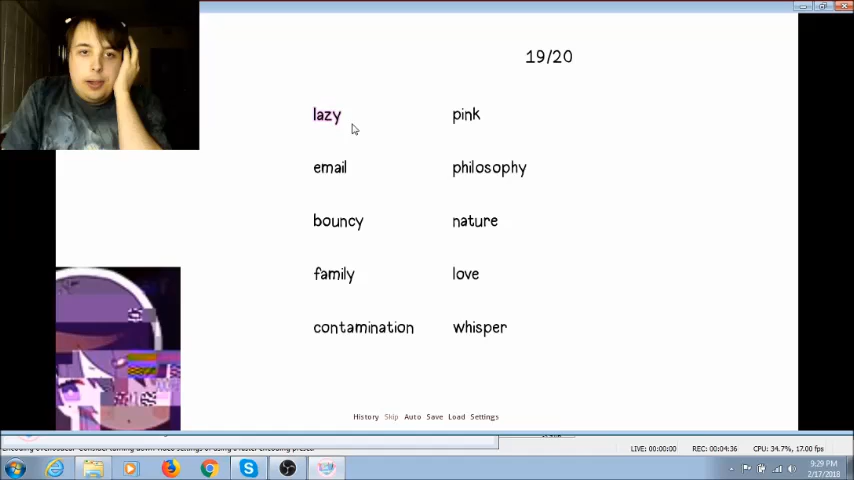 19/20
lazy pink
email philosophy
bouncy nature
family love
contamination whisper
History Skip Auto Save Load Settings
LIVE: 00:00:00 REC: 00:04:36 CPU: 34.7%, 17.00 fps
9:29 PM
2/17/2018